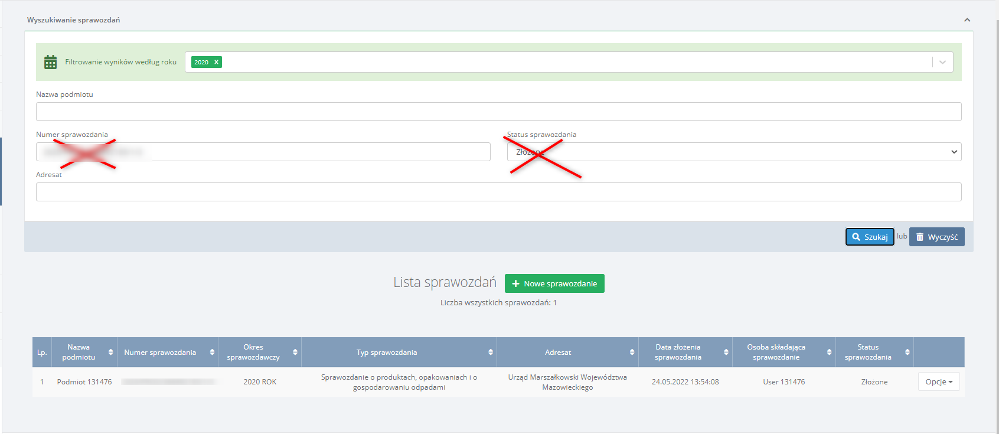 Wyszukiwanie sprawozdań
Filtrowanie wyników według roku
2020 x
Nazwa podmiotu
Numer sprawozdania
Status sprawozdania
Złożone
Adresat
Szukaj
lub
Wyczyść
Lista sprawozdań
+ Nowe sprawozdanie
Liczba wszystkich sprawozdań: 1
Lp.
Nazwa
podmiotu
Numer sprawozdania
Okres
sprawozdawczy
Typ sprawozdania
Adresat
Data złożenia
sprawozdania
Osoba składająca
sprawozdanie
Status
sprawozdania
1
Podmiot 131476
2020 ROK
Sprawozdanie o produktach, opakowaniach i o
gospodarowaniu odpadami
Urząd Marszałkowski Województwa
Mazowieckiego
24.05.2022 13:54:08
User 131476
Złożone
Opcje